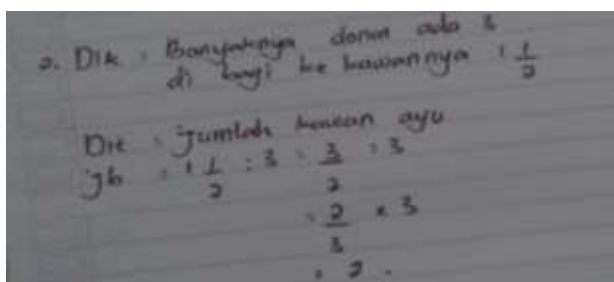 2. Dik : Banyaknya donat ada 3
di bagi ke kawannya 1 1/2
Dit : jumlah kawan ayu
jb : 1 1/2 : 3 = 3/2 : 3
= 2/3 x 3
= 2.